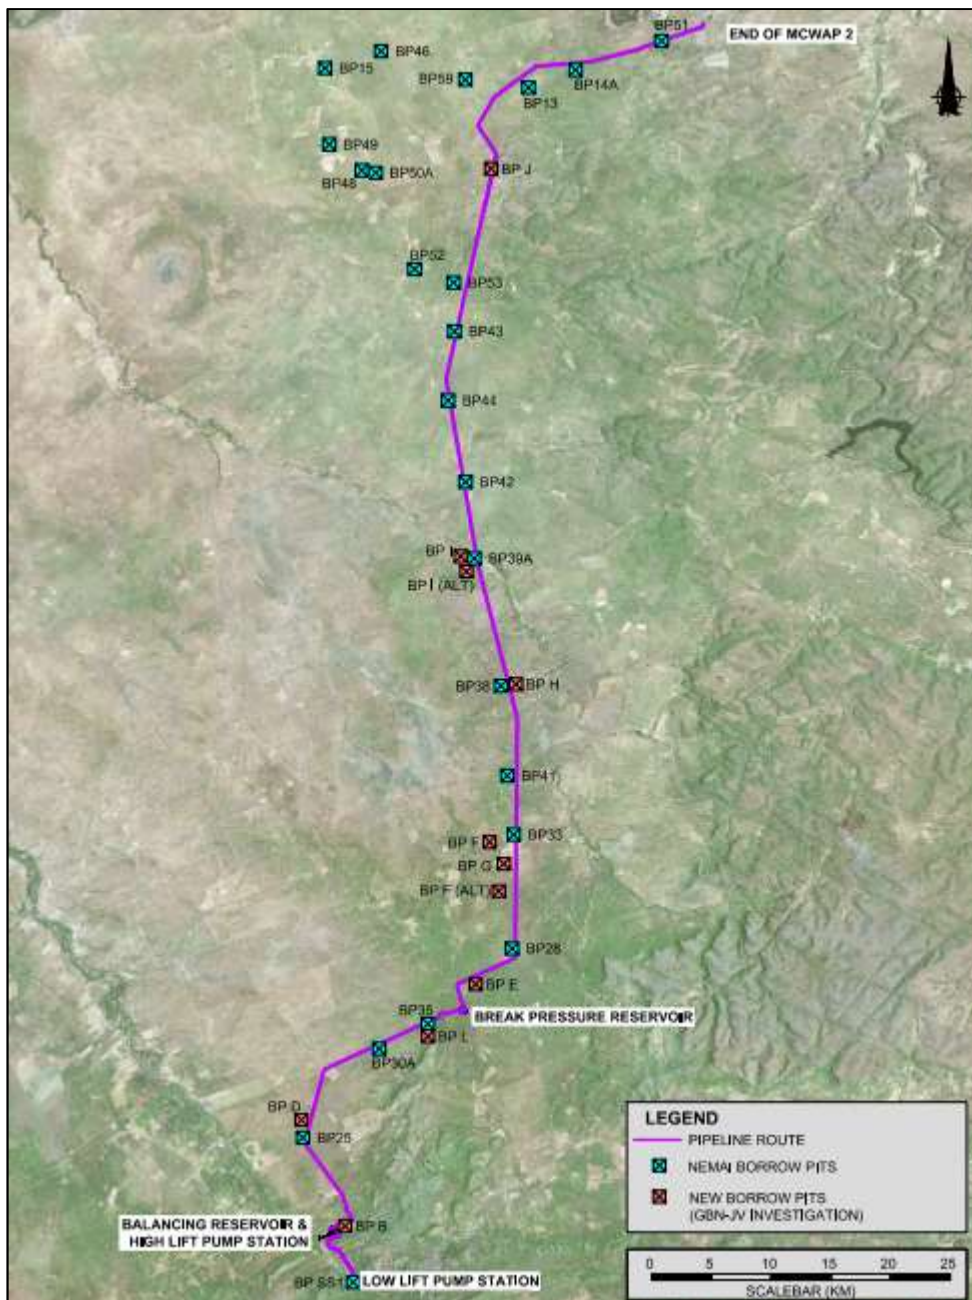 BP51
END OF MCWAP 2
BP46
BP15
BP59
BP14A
BP13
BP49
BP48
BP50A
BP J
BP52
BP53
BP43
BP44
BP42
BP I
BP39A
BP I (ALT)
BP38
BP H
BP41
BP33
BP F
BP G
BP F (ALT)
BP28
BP E
BREAK PRESSURE RESERVOIR
BP35
BP L
BP30A
BP D
BP25
BALANCING RESERVOIR &
HIGH LIFT PUMP STATION
BP B
BP SS1
LOW LIFT PUMP STATION
LEGEND
PIPELINE ROUTE
NEMAI BORROW PITS
NEW BORROW PITS
(GBN-JV INVESTIGATION)
0 5 10 15 20 25
SCALEBAR (KM)